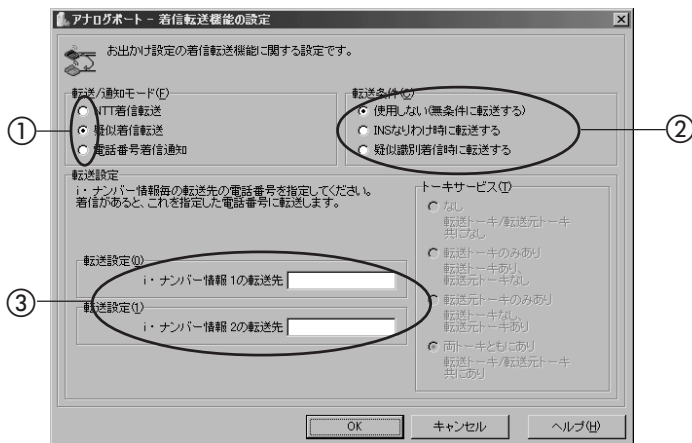 アナログポート - 着信転送機能の設定
お出かけ設定の着信転送機能に関する設定です。
転送/通知モード(F)
NTT着信転送
疑似着信転送
電話番号着信通知
①
転送条件(C)
使用しない(無条件に転送する)
INSなりわけ時に転送する
疑似識別着信時に転送する
②
転送設定
i・ナンバー情報毎の転送先の電話番号を指定してください。
着信があると、これを指定した電話番号に転送します。
転送設定(0)
i・ナンバー情報 1の転送先
転送設定(1)
i・ナンバー情報 2の転送先
③
トーキサービス(T)
なし
転送トーキ/転送元トーキ
共になし
転送トーキのみあり
転送トーキあり、
転送元トーキなし
転送元トーキのみあり
転送トーキなし、
転送元トーキあり
両トーキともにあり
転送トーキ/転送元トーキ
共にあり
OK
キャンセル
ヘルプ(H)